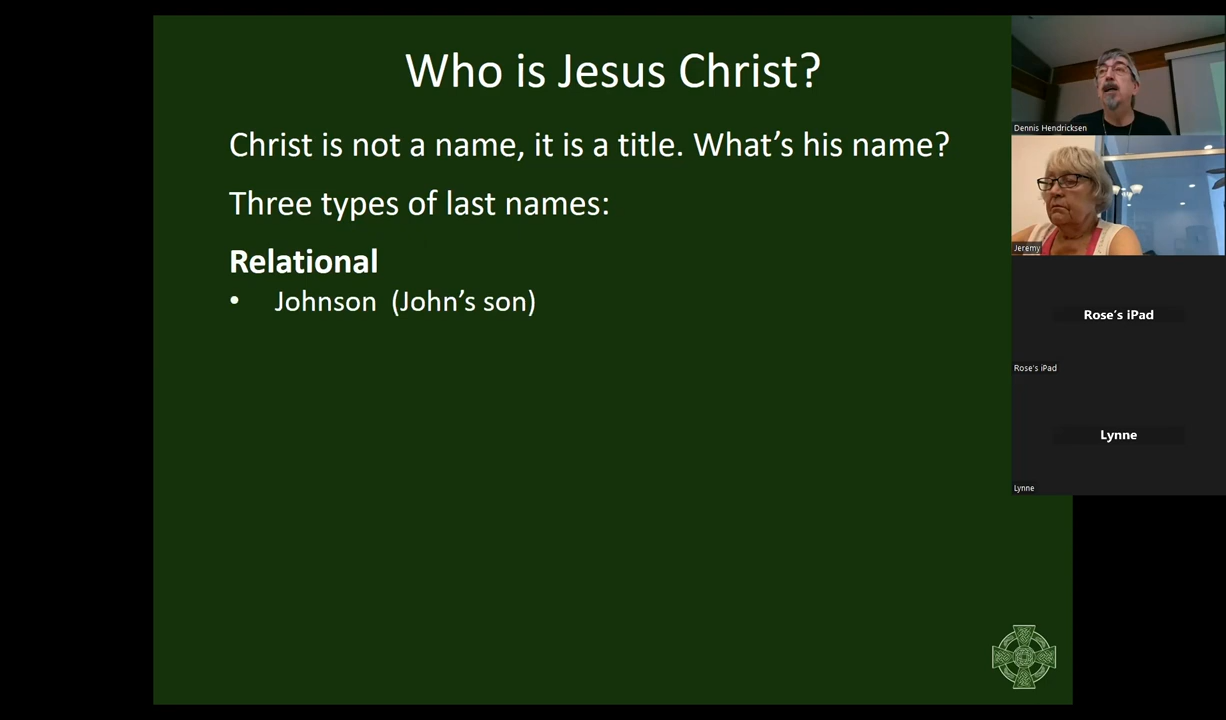 Who is Jesus Christ?
Christ is not a name, it is a title. What's his name?
Three types of last names:
Relational
• Johnson (John's son)
Dennis Hendricksen
Jeremy
Rose's iPad
Rose's iPad
Lynne
Lynne